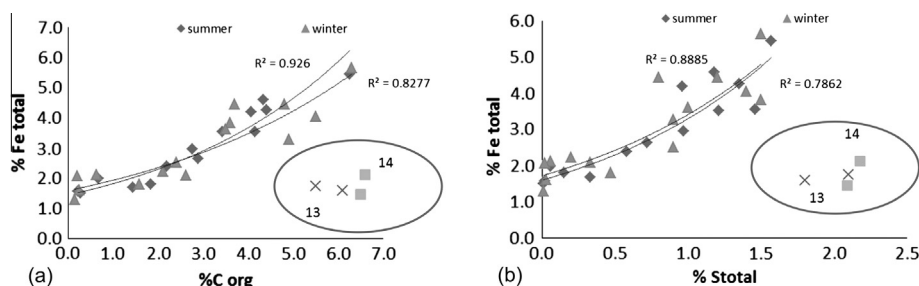 summer winter
% Fe total
7.0
6.0
5.0
4.0
3.0
2.0
1.0
0.0
R² = 0.926
R² = 0.8277
14
13
0.0 1.0 2.0 3.0 4.0 5.0 6.0 7.0
(a) %C org
summer winter
% Fe total
6.0
5.0
4.0
3.0
2.0
1.0
0.0
R² = 0.8885
R² = 0.7862
14
13
0.0 0.5 1.0 1.5 2.0 2.5
(b) % Stotal